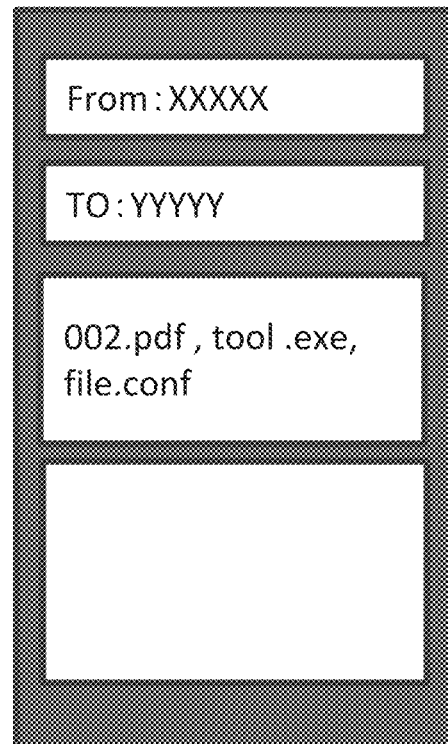 From : XXXXX
TO : YYYYY
002.pdf , tool .exe,
file.conf